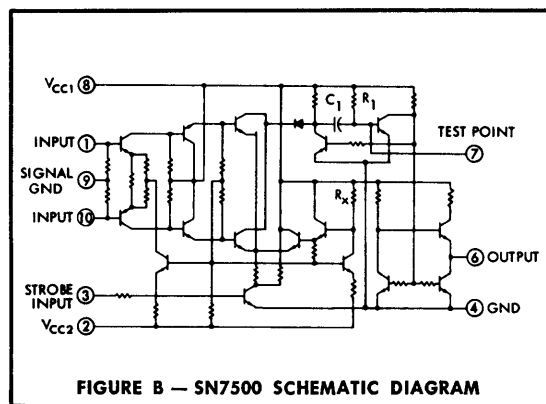 VCC1 8
C1
R1
INPUT 1
TEST POINT
7
SIGNAL
GND 9
RX
INPUT 10
6 OUTPUT
STROBE
INPUT 3
4 GND
VCC2 2
FIGURE B — SN7500 SCHEMATIC DIAGRAM